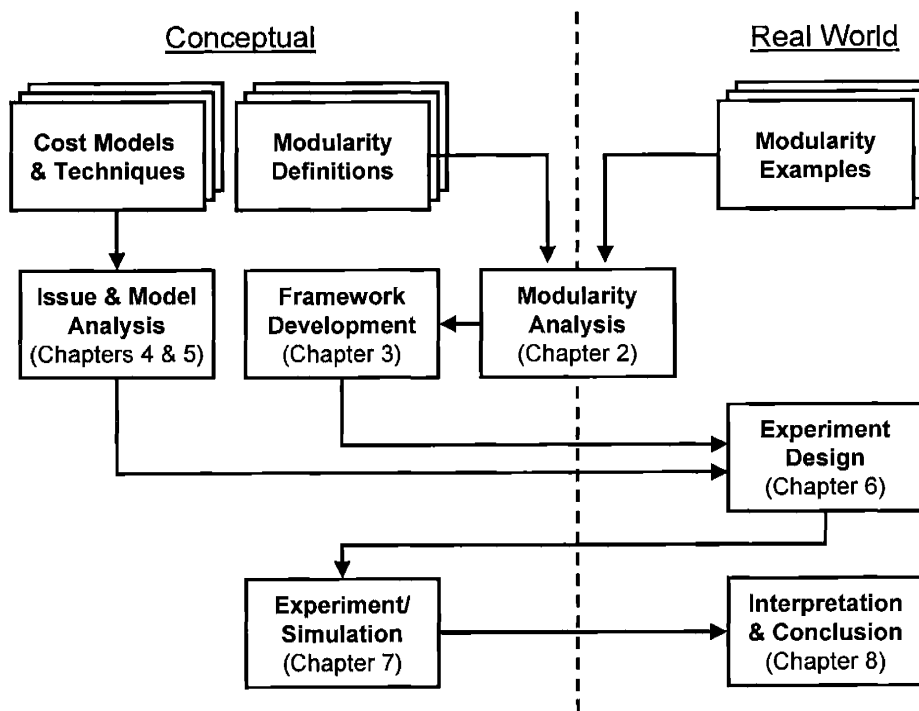 Conceptual
Real World
Cost Models
& Techniques
Modularity
Definitions
Modularity
Examples
Issue & Model
Analysis
(Chapters 4 & 5)
Framework
Development
(Chapter 3)
Modularity
Analysis
(Chapter 2)
Experiment
Design
(Chapter 6)
Experiment/
Simulation
(Chapter 7)
Interpretation
& Conclusion
(Chapter 8)